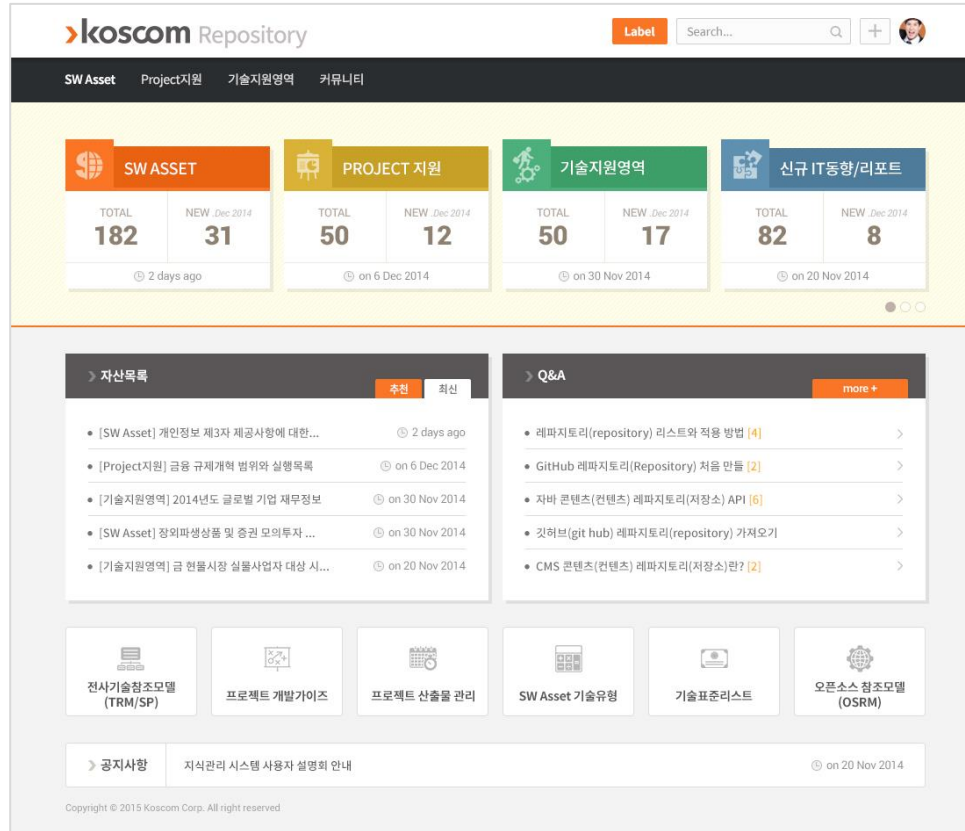 koscom Repository
Label
Search...
SW Asset Project지원 기술지원영역 커뮤니티
SW ASSET
TOTAL NEW .Dec 2014
182 31
2 days ago
PROJECT 지원
TOTAL NEW .Dec 2014
50 12
on 6 Dec 2014
기술지원영역
TOTAL NEW .Dec 2014
50 17
on 30 Nov 2014
신규 IT동향/리포트
TOTAL NEW .Dec 2014
82 8
on 20 Nov 2014
자산목록
추천 최신
[SW Asset] 개인정보 제3자 제공사항에 대한... 2 days ago
[Project지원] 금융 규제개혁 범위와 실행목록 on 6 Dec 2014
[기술지원영역] 2014년도 글로벌 기업 재무정보 on 30 Nov 2014
[SW Asset] 장외파생상품 및 증권 모의투자 ... on 30 Nov 2014
[기술지원영역] 금 현물시장 실물사업자 대상 시... on 20 Nov 2014
Q&A
more +
레파지토리(repository) 리스트와 적용 방법 [4]
GitHub 레파지토리(Repository) 처음 만들 [2]
자바 콘텐츠(컨텐츠) 레파지토리(저장소) API [6]
깃허브(git hub) 레파지토리(repository) 가져오기
CMS 콘텐츠(컨텐츠) 레파지토리(저장소)란? [2]
전사기술참조모델
(TRM/SP)
프로젝트 개발가이즈
프로젝트 산출물 관리
SW Asset 기술유형
기술표준리스트
오픈소스 참조모델
(OSRM)
공지사항 지식관리 시스템 사용자 설명회 안내 on 20 Nov 2014
Copyright © 2015 Koscom Corp. All right reserved